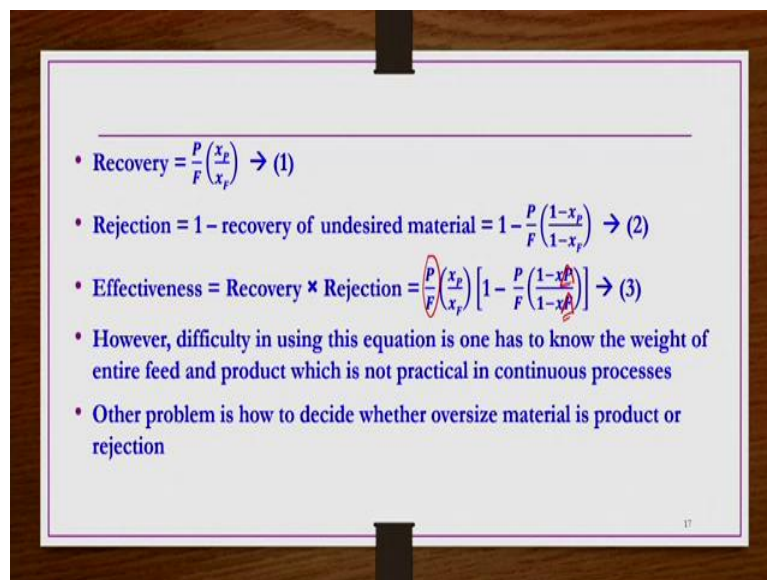 • Recovery = P/F (x_P/x_F) → (1)
• Rejection = 1 – recovery of undesired material = 1 – P/F ((1−x_P)/(1−x_F)) → (2)
• Effectiveness = Recovery × Rejection = P/F (x_P/x_F) [1 – P/F ((1−xP)/(1−xF))] → (3)
• However, difficulty in using this equation is one has to know the weight of
entire feed and product which is not practical in continuous processes
• Other problem is how to decide whether oversize material is product or
rejection
17